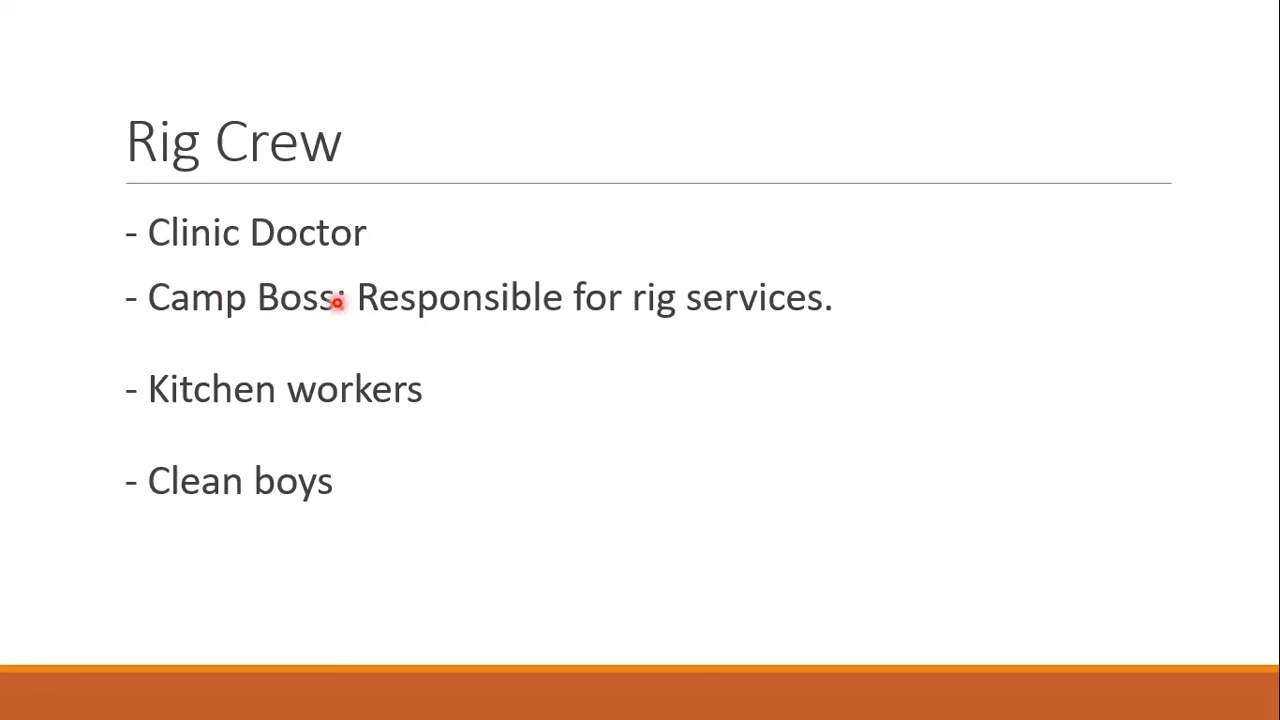 Rig Crew
- Clinic Doctor
- Camp Boss: Responsible for rig services.
- Kitchen workers
- Clean boys